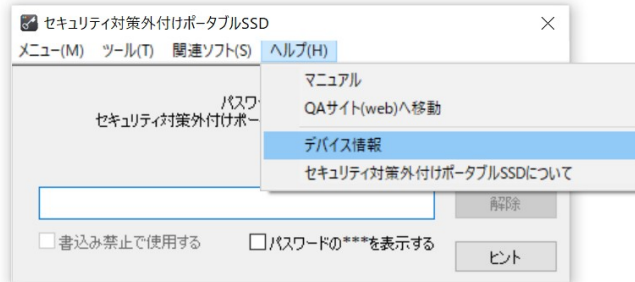 セキュリティ対策外付けポータブルSSD
メニュー(M) ツール(T) 関連ソフト(S) ヘルプ(H)
マニュアル
QAサイト(web)へ移動
デバイス情報
セキュリティ対策外付けポータブルSSDについて
パスワ
セキュリティ対策外付けポー
解除
書込み禁止で使用する パスワードの***を表示する
ヒント